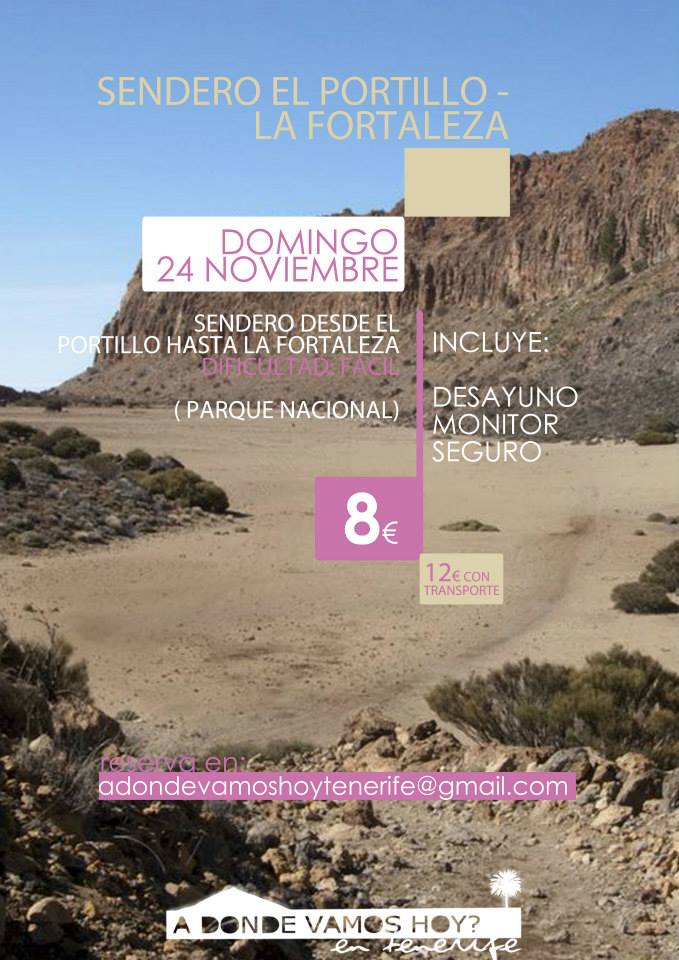 SENDERO EL PORTILLO -
LA FORTALEZA
DOMINGO
24 NOVIEMBRE
SENDERO DESDE EL
PORTILLO HASTA LA FORTALEZA
DIFICULTAD: FACIL
( PARQUE NACIONAL)
INCLUYE:
DESAYUNO
MONITOR
SEGURO
8€
12€ CON
TRANSPORTE
reserva en:
adondevamoshoytenerife@gmail.com
A DONDE VAMOS HOY?
en tenerife